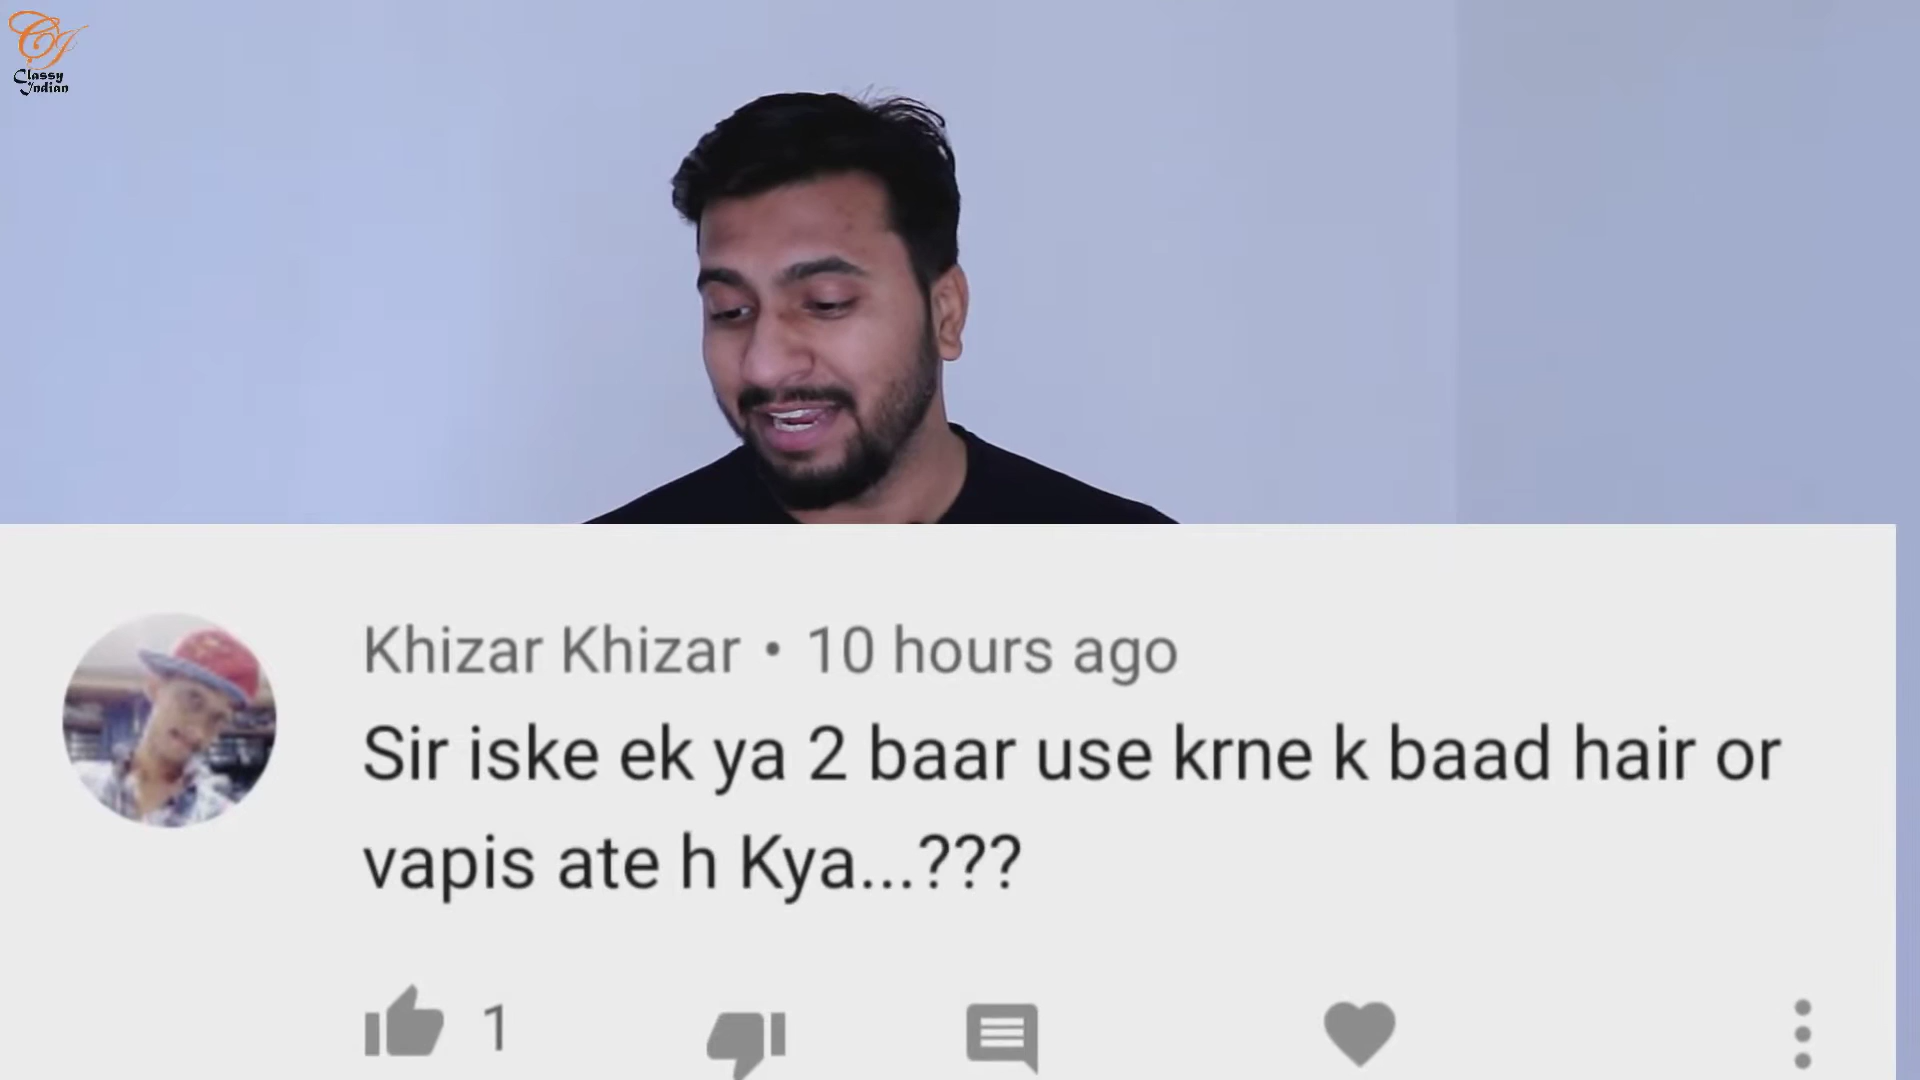 CI
Classy
Indian
Khizar Khizar • 10 hours ago
Sir iske ek ya 2 baar use krne k baad hair or
vapis ate h Kya...???
1